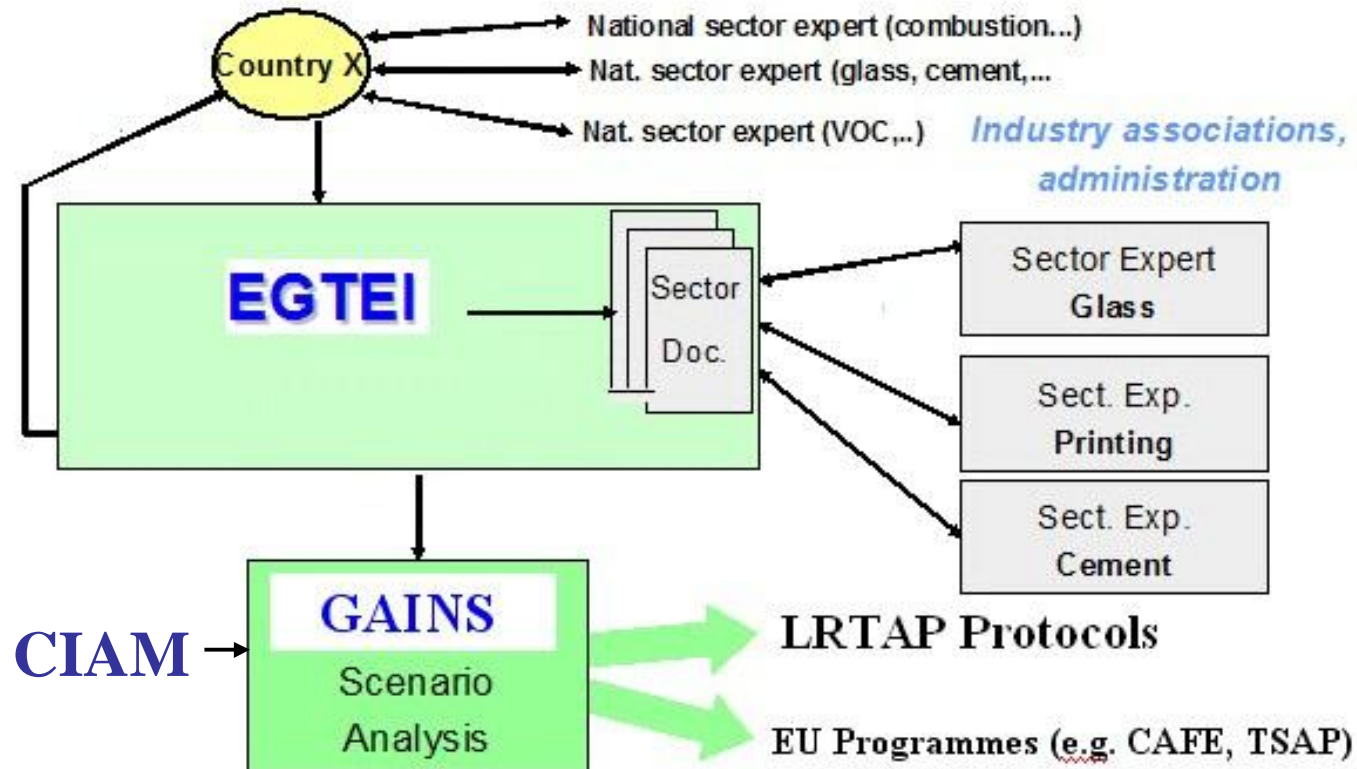 National sector expert (combustion...)
Country X
Nat. sector expert (glass, cement,...
Nat. sector expert (VOC,..)
Industry associations,
administration
EGTEI
Sector
Doc.
Sector Expert
Glass
Sect. Exp.
Printing
Sect. Exp.
Cement
CIAM
GAINS
Scenario
Analysis
LRTAP Protocols
EU Programmes (e.g. CAFE, TSAP)